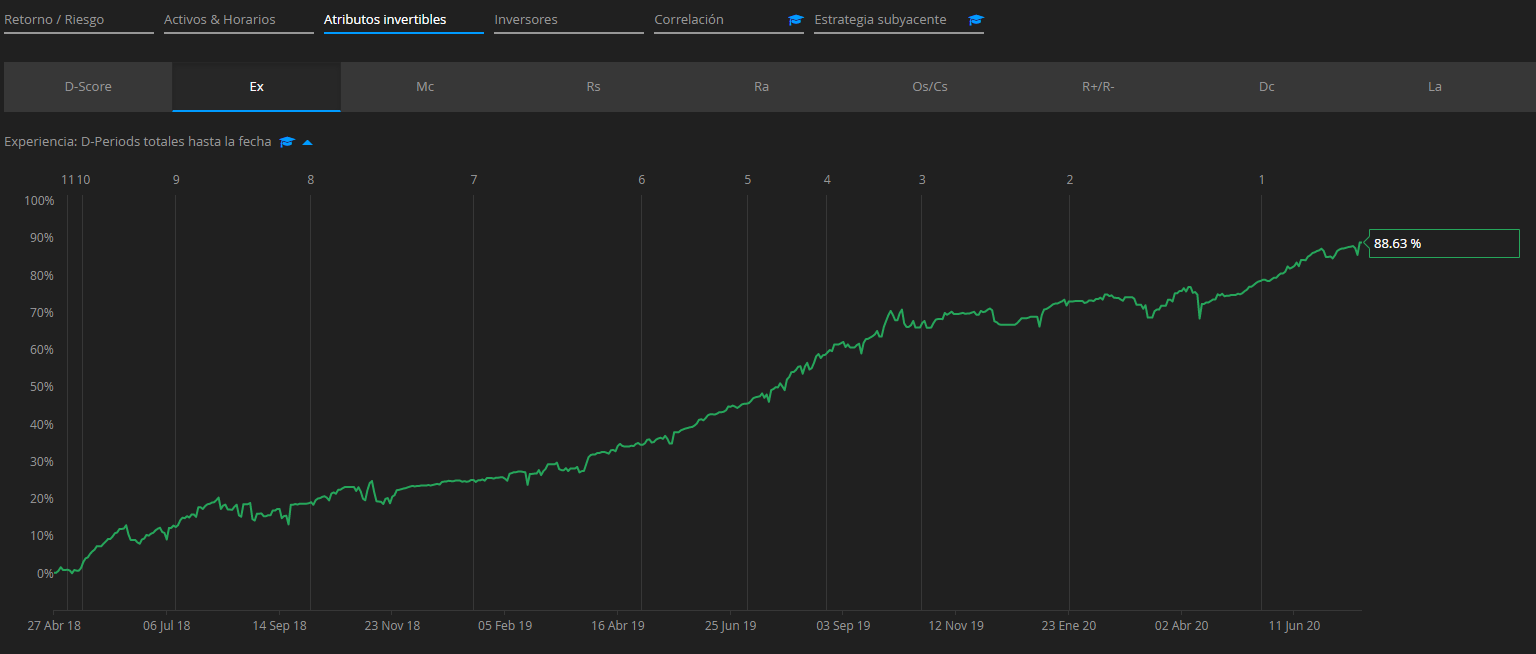 Retorno / Riesgo Activos & Horarios Atributos invertibles Inversores Correlación Estrategia subyacente
D-Score Ex Mc Rs Ra Os/Cs R+/R- Dc La
Experiencia: D-Periods totales hasta la fecha
11 10 9 8 7 6 5 4 3 2 1
100%
90%
88.63 %
80%
70%
60%
50%
40%
30%
20%
10%
0%
27 Abr 18 06 Jul 18 14 Sep 18 23 Nov 18 05 Feb 19 16 Abr 19 25 Jun 19 03 Sep 19 12 Nov 19 23 Ene 20 02 Abr 20 11 Jun 20